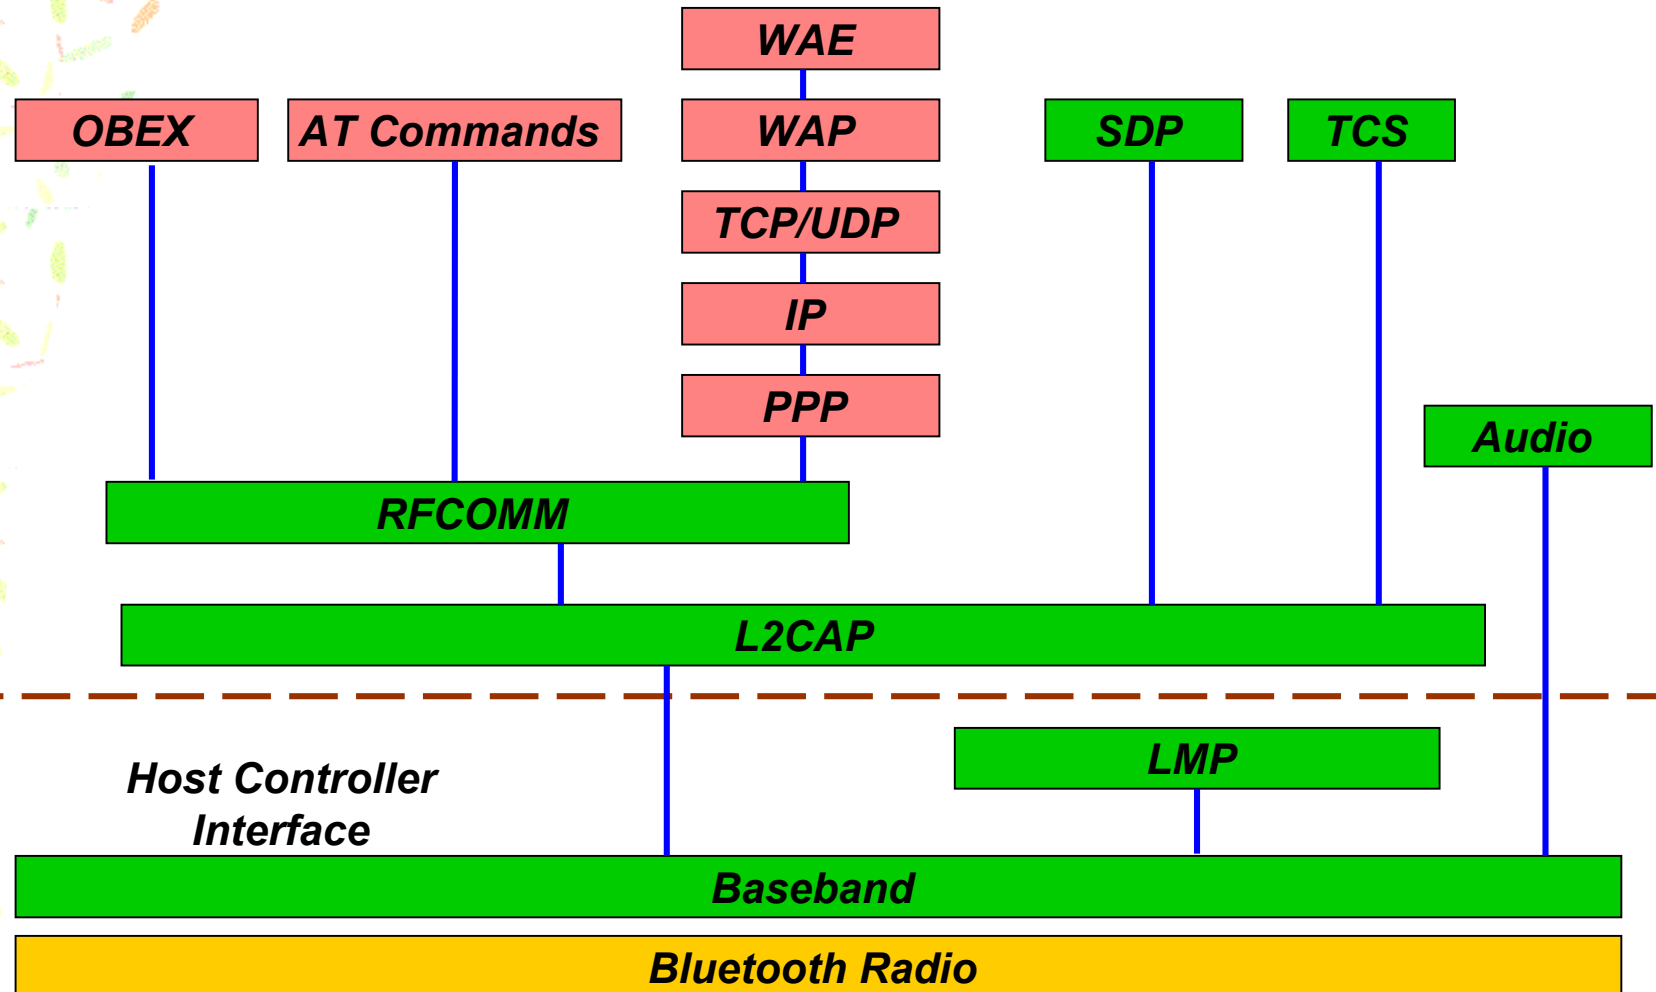 WAE
OBEX
AT Commands
WAP
SDP
TCS
TCP/UDP
IP
PPP
Audio
RFCOMM
L2CAP
LMP
Host Controller
Interface
Baseband
Bluetooth Radio